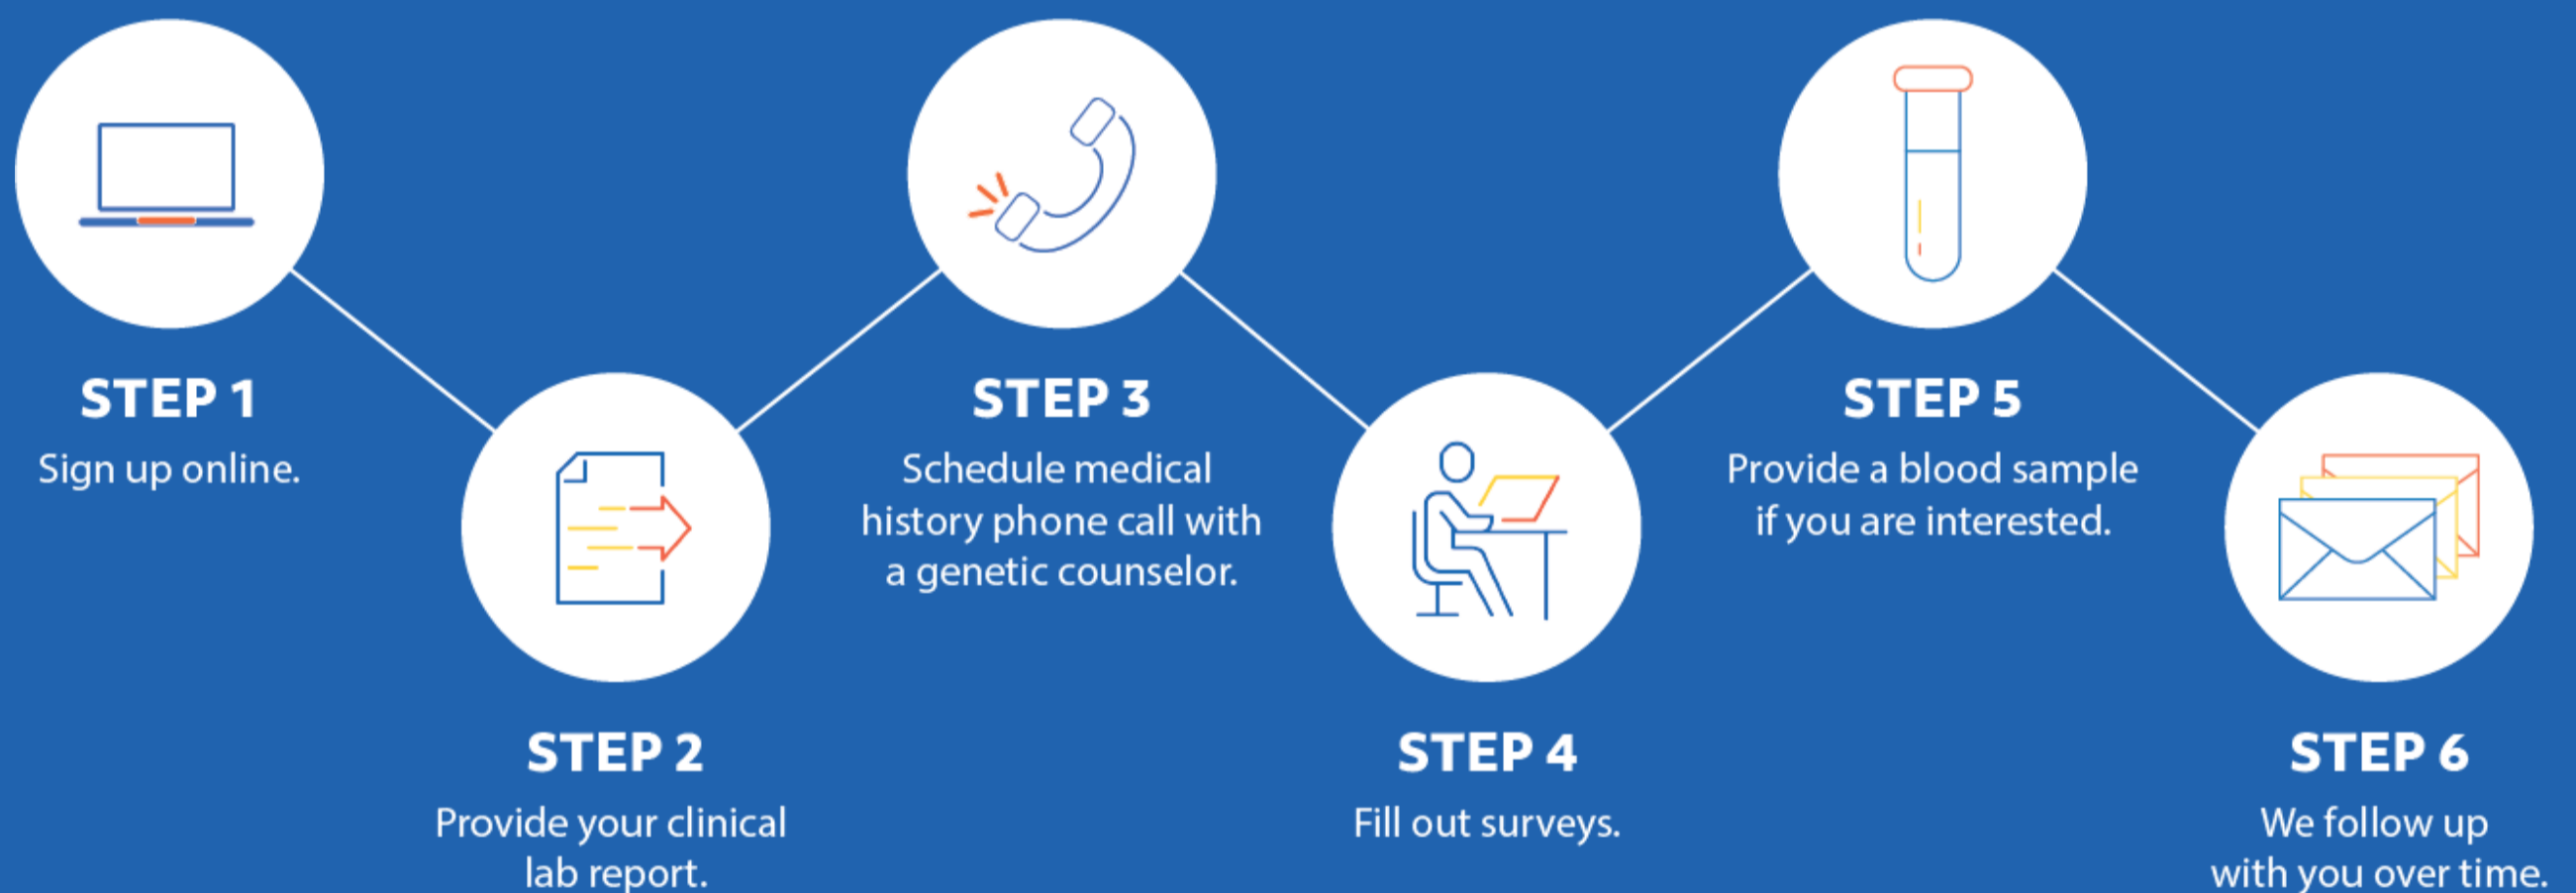 STEP 1
Sign up online.
STEP 2
Provide your clinical
lab report.
STEP 3
Schedule medical
history phone call with
a genetic counselor.
STEP 4
Fill out surveys.
STEP 5
Provide a blood sample
if you are interested.
STEP 6
We follow up
with you over time.